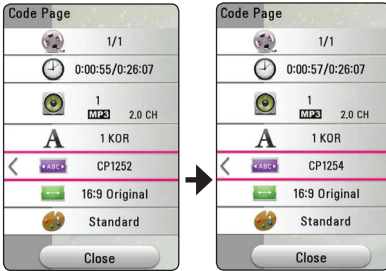 Code Page
1/1
0:00:55/0:26:07
1
MP3 2,0 CH
A 1 KOR
ABC CP1252
16:9 Original
Standard
Close
Code Page
1/1
0:00:57/0:26:07
1
MP3 2,0 CH
A 1 KOR
ABC CP1254
16:9 Original
Standard
Close